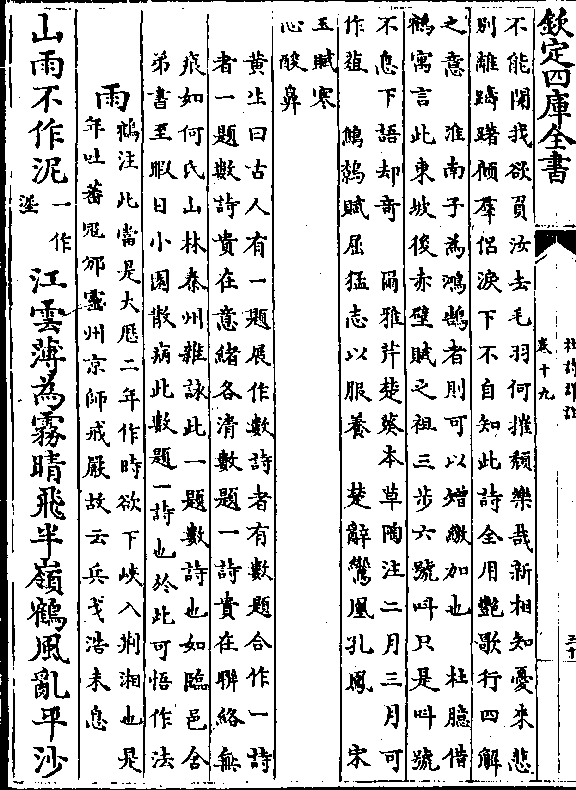 欽定四庫全書
杜詩詳註
卷十九
三十
不能開我欲負汝去毛羽何摧頹樂哉新相知憂來悲
別離躊躇顧羣侶淚下不自知此詩全用艷歌行四解
之意　淮南子為鴻鵠者則可以矰繳加也　杜臆借
鶴寓言此東坡後赤壁賦之祖三步六號呌只是呌號
不息下語却奇　爾雅芹楚葵本草陶注二月三月可
作葅　鷦鷯賦屈猛志以服養　楚辭鸞凰孔鳳　宋
玉賦寒
心酸鼻
黃生曰古人有一題展作數詩者有數題合作一詩
者一題數詩貴在意緒各清數題一詩貴在聯絡無
痕如何氏山林秦州雜詠此一題數詩也如臨邑舍
弟書至暇日小園散病此數題一詩也於此可悟作法
雨
鶴注此當是大厯二年作時欲下峽入荆湘也是
年吐蕃冦邠靈州京師戒嚴故云兵戈浩未息
山雨不作泥一作埿江雲薄為霧晴飛半嶺鶴風亂平沙